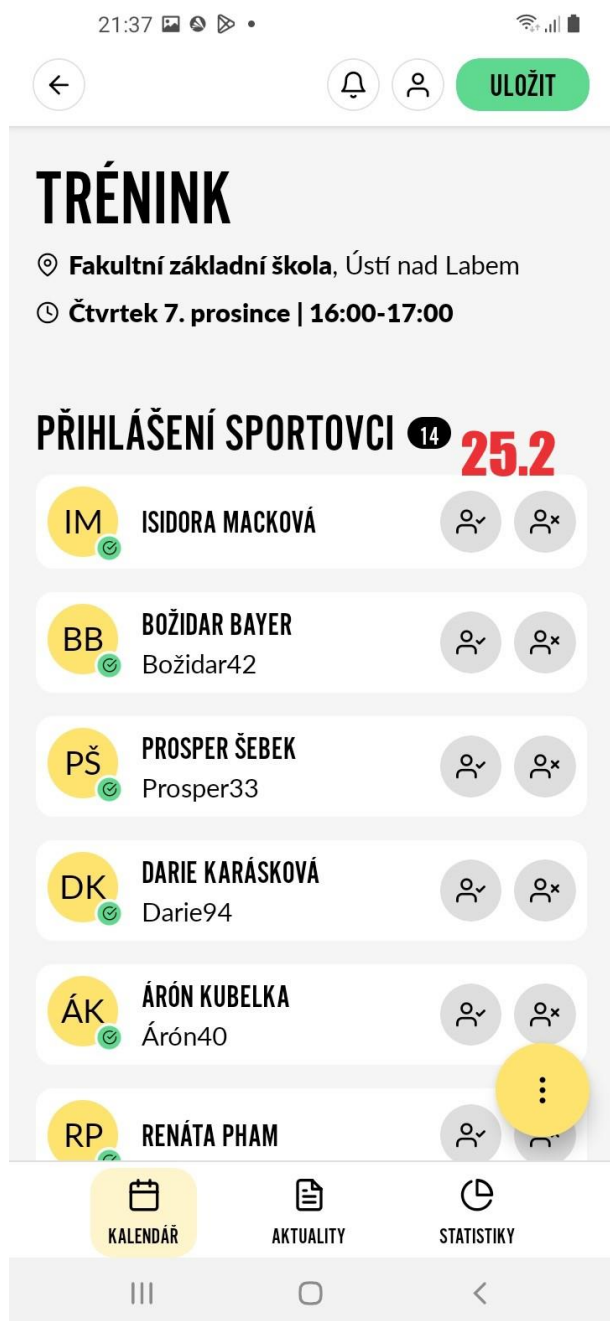 21:37
ULOŽIT
TRÉNINK
Fakultní základní škola, Ústí nad Labem
Čtvrtek 7. prosince | 16:00-17:00
PŘIHLÁŠENÍ SPORTOVCI 14
25.2
IM ISIDORA MACKOVÁ
BB BOŽIDAR BAYER
Božidar42
PŠ PROSPER ŠEBEK
Prosper33
DK DARIE KARÁSKOVÁ
Darie94
ÁK ÁRÓN KUBELKA
Árón40
RP RENÁTA PHAM
KALENDÁŘ AKTUALITY STATISTIKY